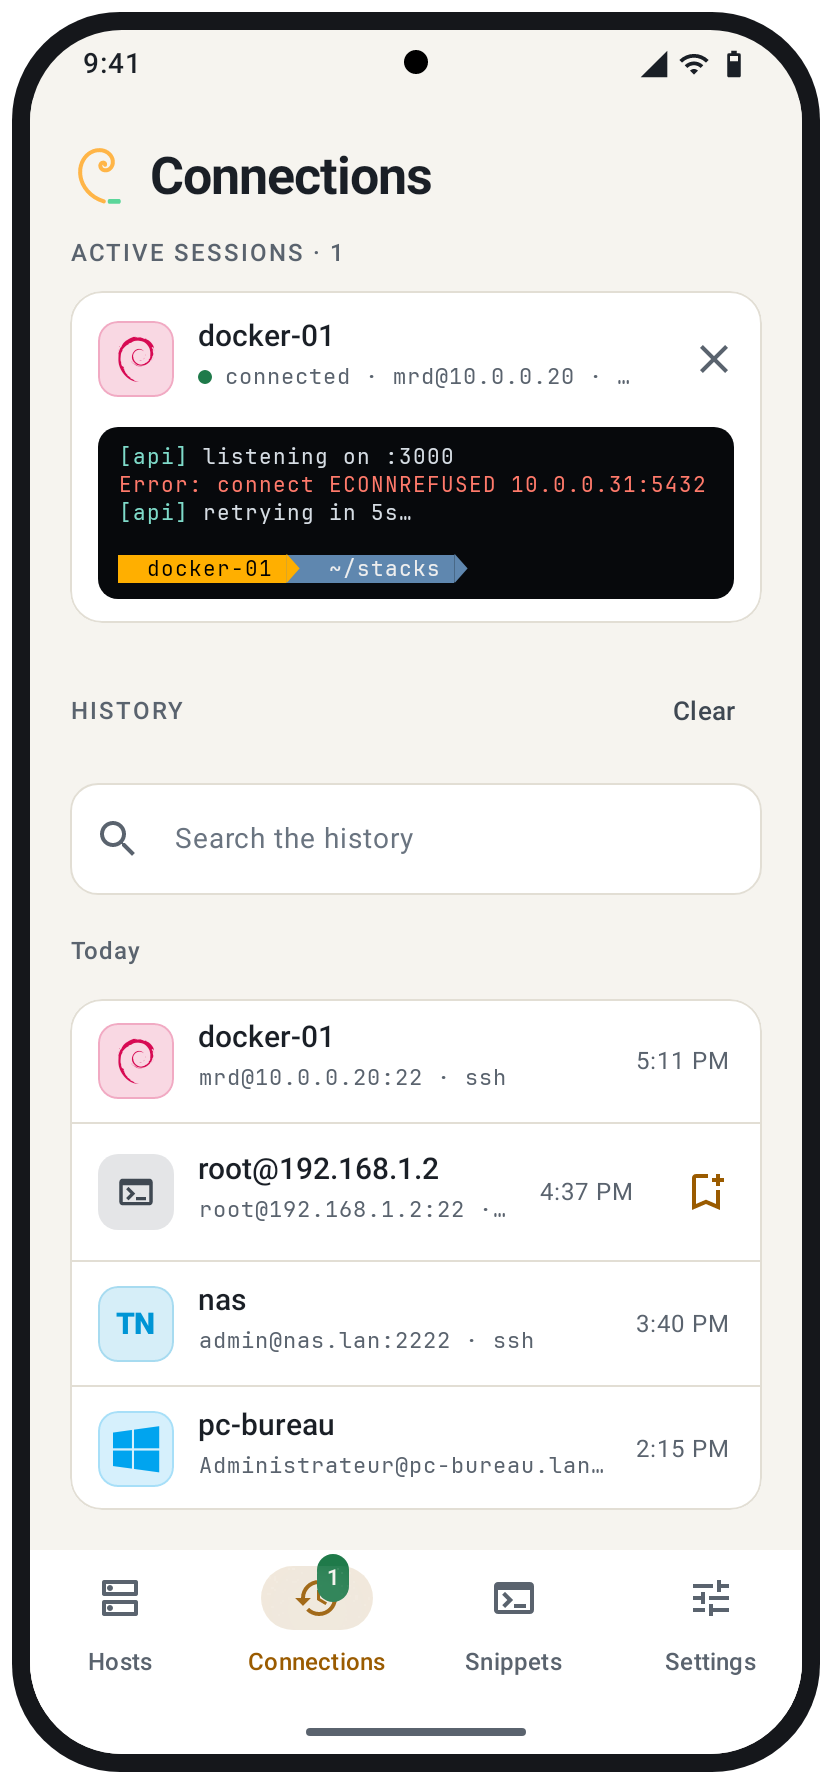 9:41
Connections
ACTIVE SESSIONS · 1
docker-01
connected · mrd@10.0.0.20 · …
[api] listening on :3000
Error: connect ECONNREFUSED 10.0.0.31:5432
[api] retrying in 5s…
docker-01 ~/stacks
HISTORY Clear
Search the history
Today
docker-01
mrd@10.0.0.20:22 · ssh
5:11 PM
root@192.168.1.2
root@192.168.1.2:22 ·…
4:37 PM
TN
nas
admin@nas.lan:2222 · ssh
3:40 PM
pc-bureau
Administrateur@pc-bureau.lan…
2:15 PM
1
Hosts Connections Snippets Settings